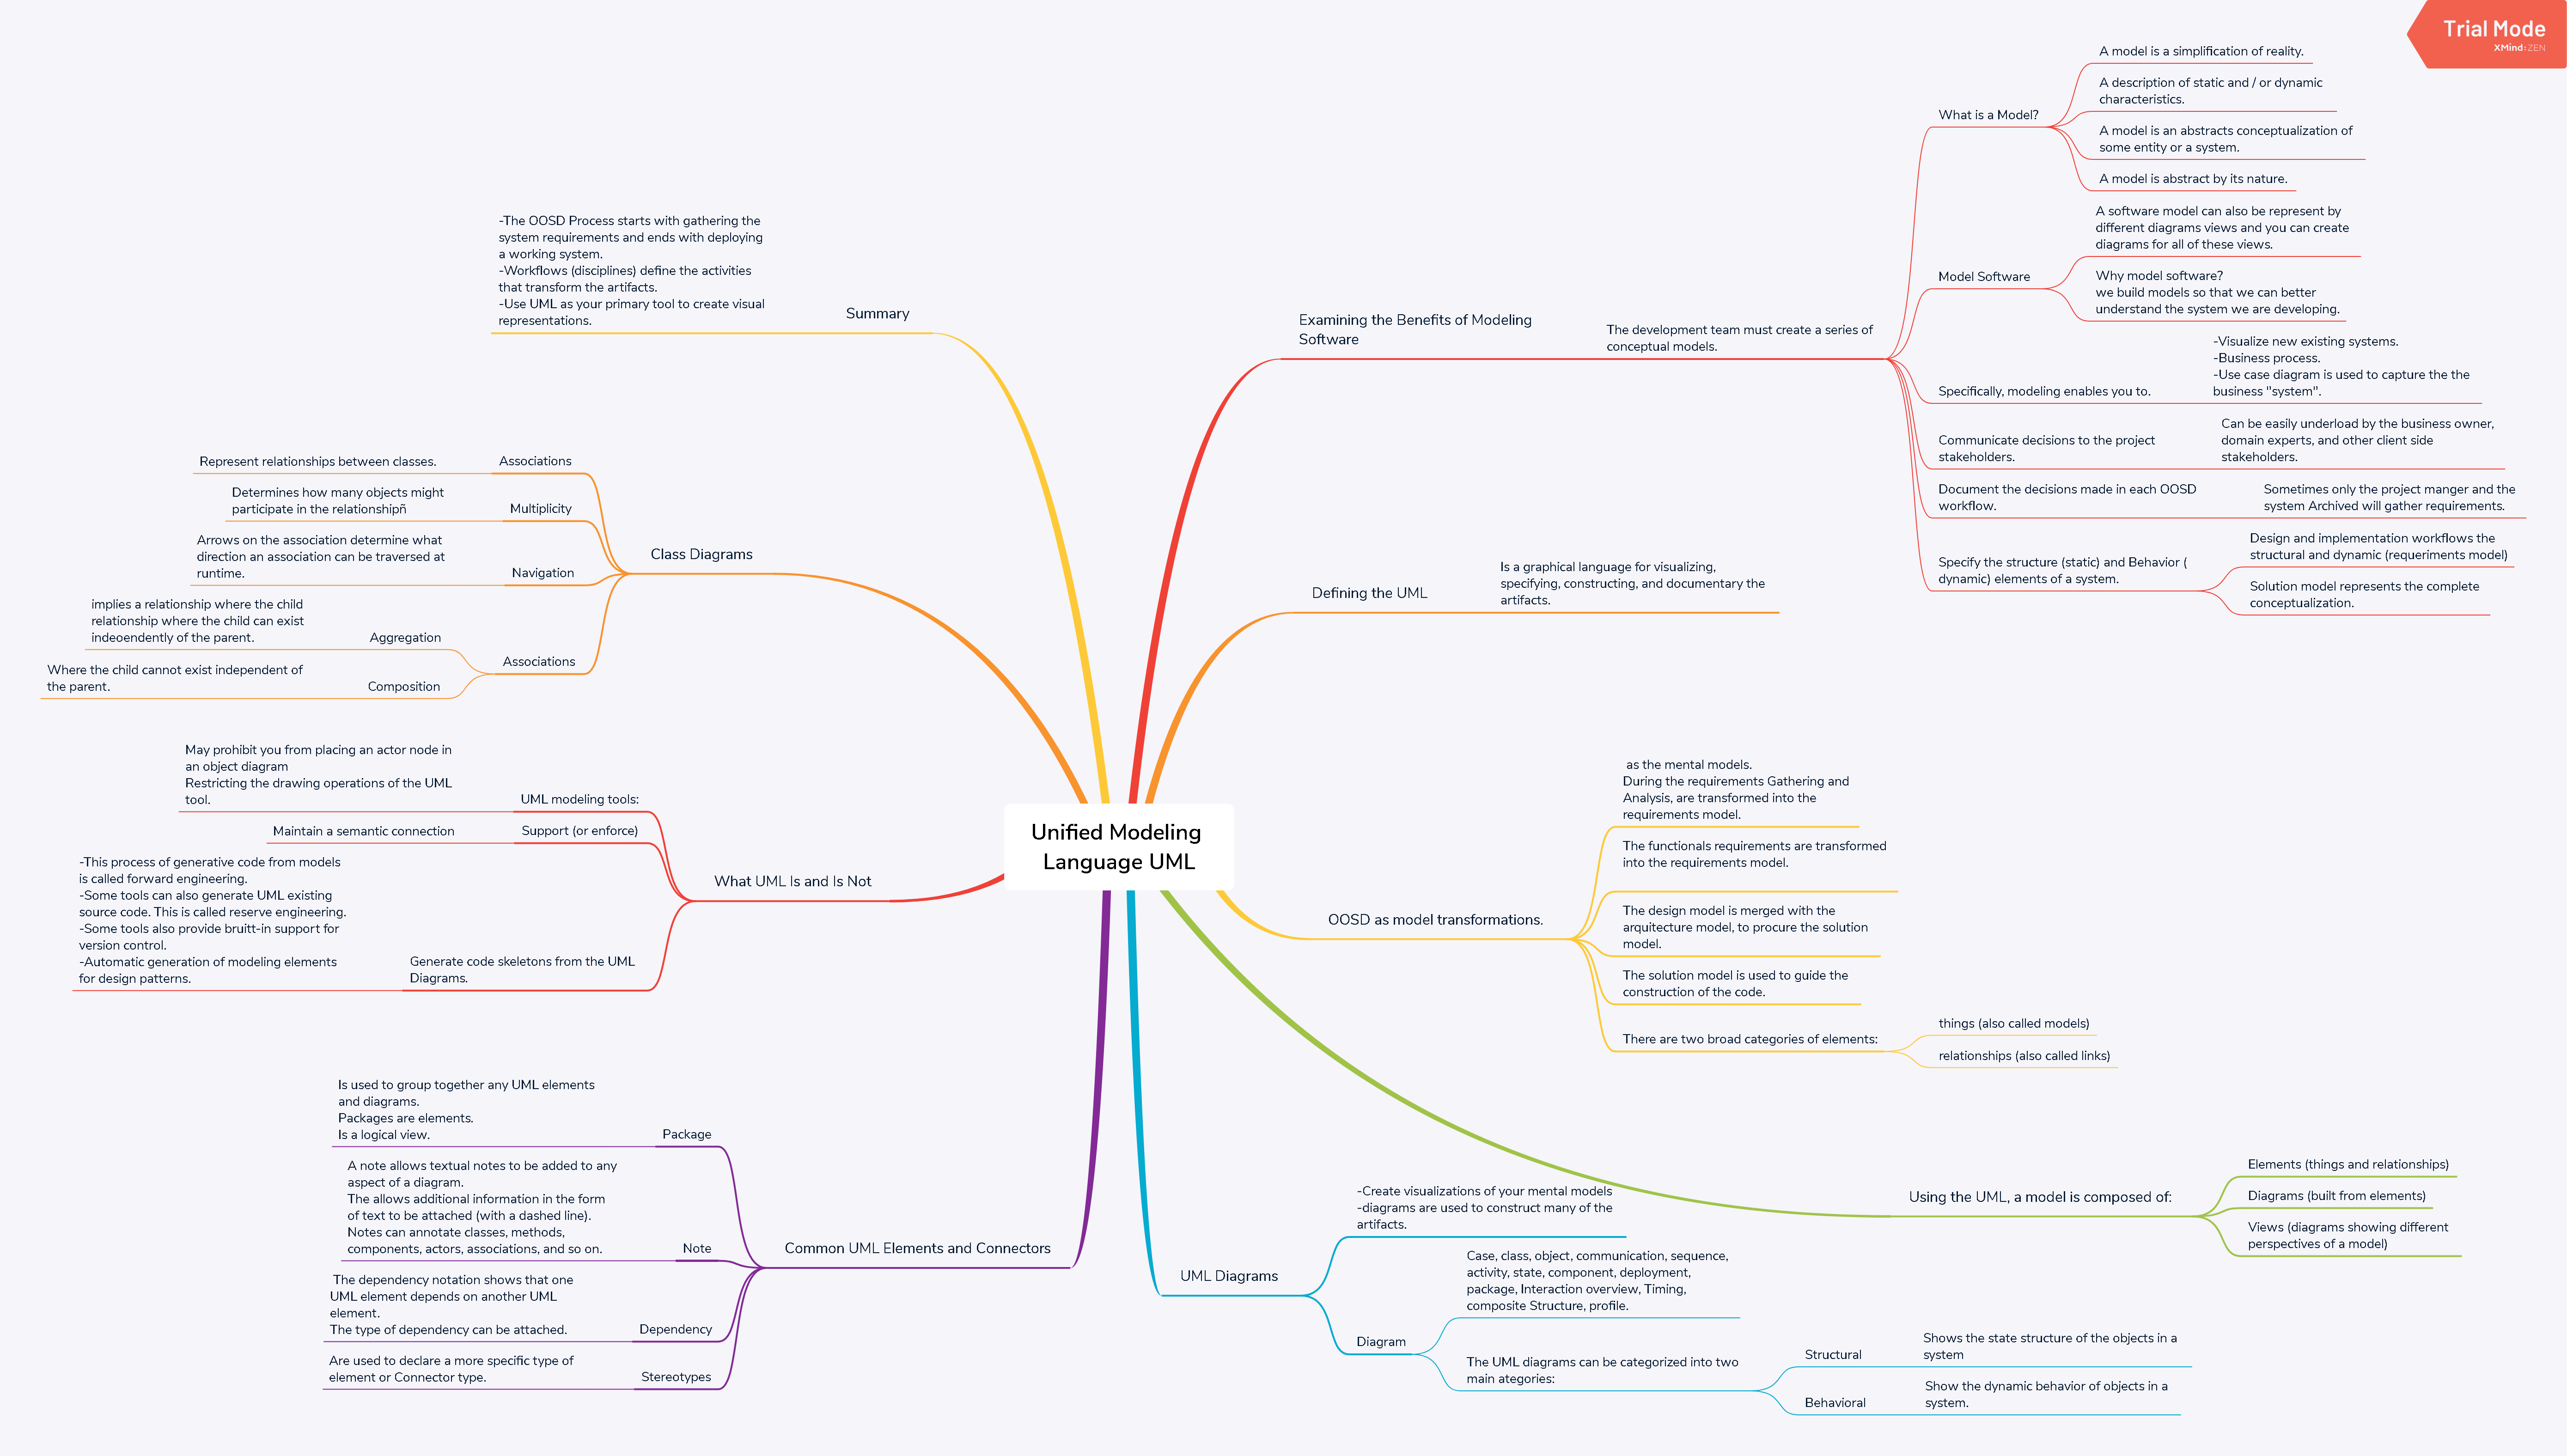 Trial Mode
XMind:ZEN
Unified Modeling
Language UML
Examining the Benefits of Modeling
Software
The development team must create a series of
conceptual models.
What is a Model?
A model is a simplification of reality.
A description of static and / or dynamic
characteristics.
A model is an abstracts conceptualization of
some entity or a system.
A model is abstract by its nature.
Model Software
A software model can also be represent by
different diagrams views and you can create
diagrams for all of these views.
Why model software?
we build models so that we can better
understand the system we are developing.
Specifically, modeling enables you to.
-Visualize new existing systems.
-Business process.
-Use case diagram is used to capture the the
business "system".
Communicate decisions to the project
stakeholders.
Can be easily underload by the business owner,
domain experts, and other client side
stakeholders.
Document the decisions made in each OOSD
workflow.
Sometimes only the project manger and the
system Archived will gather requirements.
Specify the structure (static) and Behavior (
dynamic) elements of a system.
Design and implementation workflows the
structural and dynamic (requeriments model)
Solution model represents the complete
conceptualization.
Defining the UML
Is a graphical language for visualizing,
specifying, constructing, and documentary the
artifacts.
OOSD as model transformations.
as the mental models.
During the requirements Gathering and
Analysis, are transformed into the
requirements model.
The functionals requirements are transformed
into the requirements model.
The design model is merged with the
arquitecture model, to procure the solution
model.
The solution model is used to guide the
construction of the code.
There are two broad categories of elements:
things (also called models)
relationships (also called links)
Using the UML, a model is composed of:
Elements (things and relationships)
Diagrams (built from elements)
Views (diagrams showing different
perspectives of a model)
UML Diagrams
-Create visualizations of your mental models
-diagrams are used to construct many of the
artifacts.
Diagram
Case, class, object, communication, sequence,
activity, state, component, deployment,
package, Interaction overview, Timing,
composite Structure, profile.
The UML diagrams can be categorized into two
main ategories:
Structural
Shows the state structure of the objects in a
system
Behavioral
Show the dynamic behavior of objects in a
system.
Summary
-The OOSD Process starts with gathering the
system requirements and ends with deploying
a working system.
-Workflows (disciplines) define the activities
that transform the artifacts.
-Use UML as your primary tool to create visual
representations.
Class Diagrams
Associations
Represent relationships between classes.
Multiplicity
Determines how many objects might
participate in the relationshipñ
Navigation
Arrows on the association determine what
direction an association can be traversed at
runtime.
Associations
Aggregation
implies a relationship where the child
relationship where the child can exist
indeoendently of the parent.
Composition
Where the child cannot exist independent of
the parent.
What UML Is and Is Not
UML modeling tools:
May prohibit you from placing an actor node in
an object diagram
Restricting the drawing operations of the UML
tool.
Support (or enforce)
Maintain a semantic connection
Generate code skeletons from the UML
Diagrams.
-This process of generative code from models
is called forward engineering.
-Some tools can also generate UML existing
source code. This is called reserve engineering.
-Some tools also provide bruitt-in support for
version control.
-Automatic generation of modeling elements
for design patterns.
Common UML Elements and Connectors
Package
Is used to group together any UML elements
and diagrams.
Packages are elements.
Is a logical view.
Note
A note allows textual notes to be added to any
aspect of a diagram.
The allows additional information in the form
of text to be attached (with a dashed line).
Notes can annotate classes, methods,
components, actors, associations, and so on.
Dependency
The dependency notation shows that one
UML element depends on another UML
element.
The type of dependency can be attached.
Stereotypes
Are used to declare a more specific type of
element or Connector type.